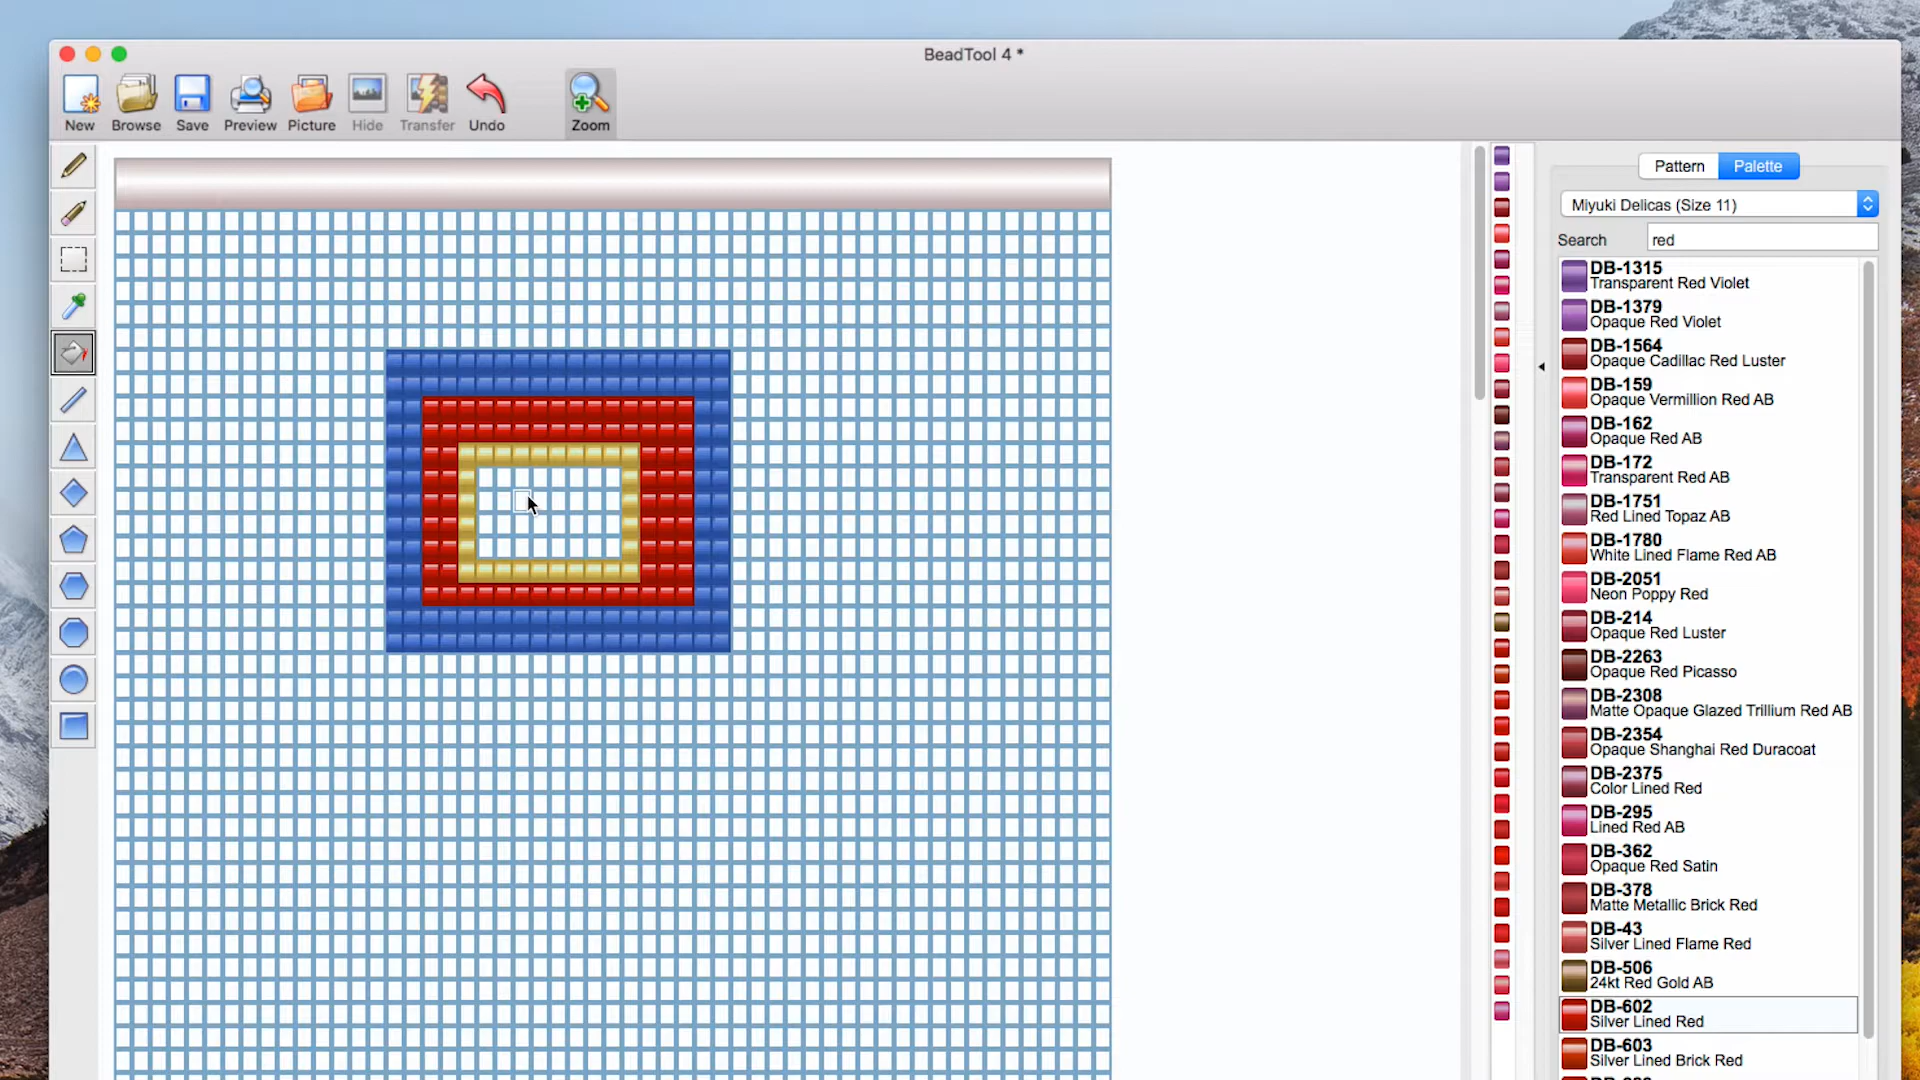 BeadTool 4 *
New Browse Save Preview Picture Hide Transfer Undo Zoom
Pattern Palette
Miyuki Delicas (Size 11)
Search red
DB-1315
Transparent Red Violet
DB-1379
Opaque Red Violet
DB-1564
Opaque Cadillac Red Luster
DB-159
Opaque Vermillion Red AB
DB-162
Opaque Red AB
DB-172
Transparent Red AB
DB-1751
Red Lined Topaz AB
DB-1780
White Lined Flame Red AB
DB-2051
Neon Poppy Red
DB-214
Opaque Red Luster
DB-2263
Opaque Red Picasso
DB-2308
Matte Opaque Glazed Trillium Red AB
DB-2354
Opaque Shanghai Red Duracoat
DB-2375
Color Lined Red
DB-295
Lined Red AB
DB-362
Opaque Red Satin
DB-378
Matte Metallic Brick Red
DB-43
Silver Lined Flame Red
DB-506
24kt Red Gold AB
DB-602
Silver Lined Red
DB-603
Silver Lined Brick Red